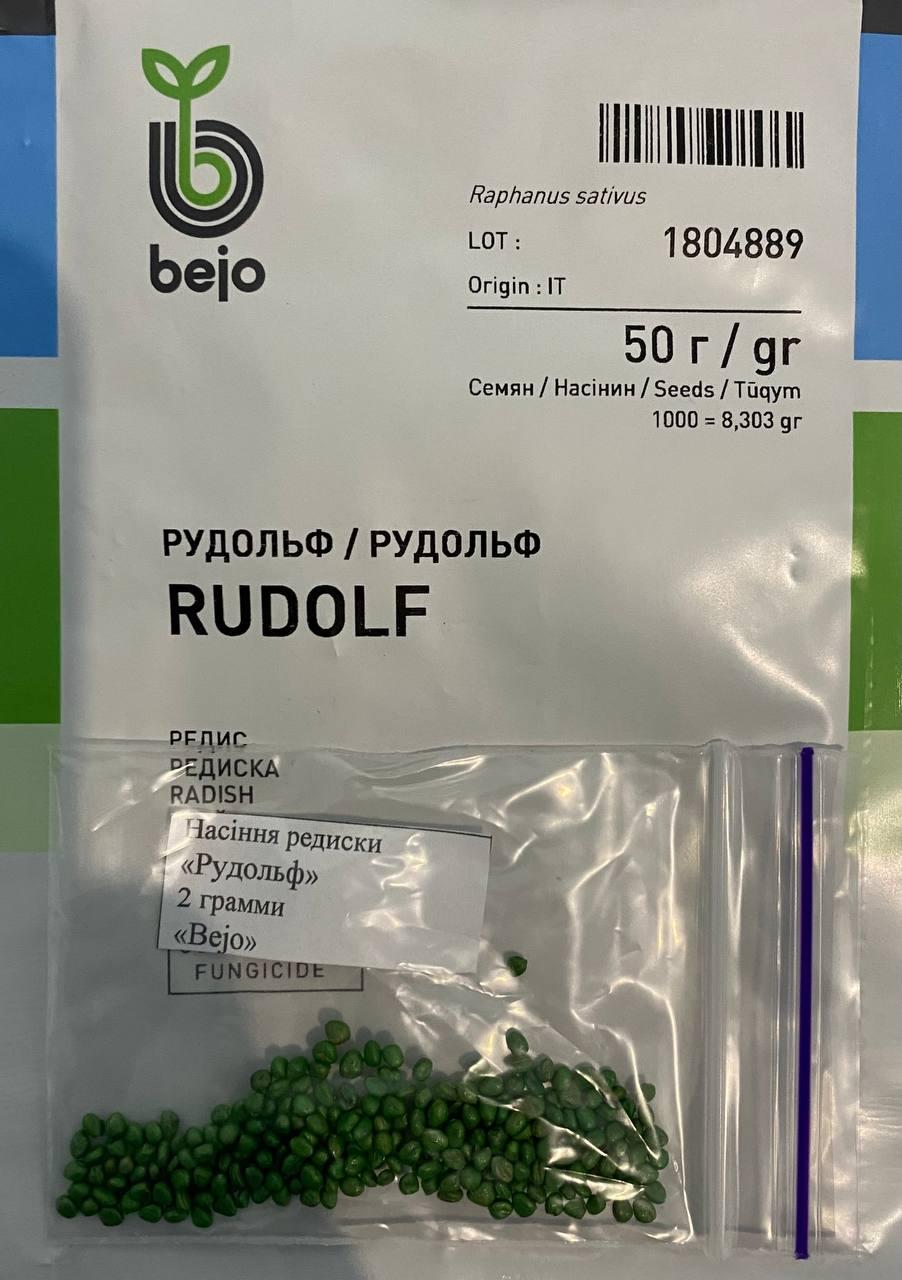 bejo
Raphanus sativus
LOT : 1804889
Origin : IT
50 г / gr
Семян / Насінин / Seeds / Tūqym
1000 = 8,303 gr
РУДОЛЬФ / РУДОЛЬФ
RUDOLF
РЕДИС
РЕДИСКА
RADISH
Насіння редиски
«Рудольф»
2 грамми
«Bejo»
FUNGICIDE